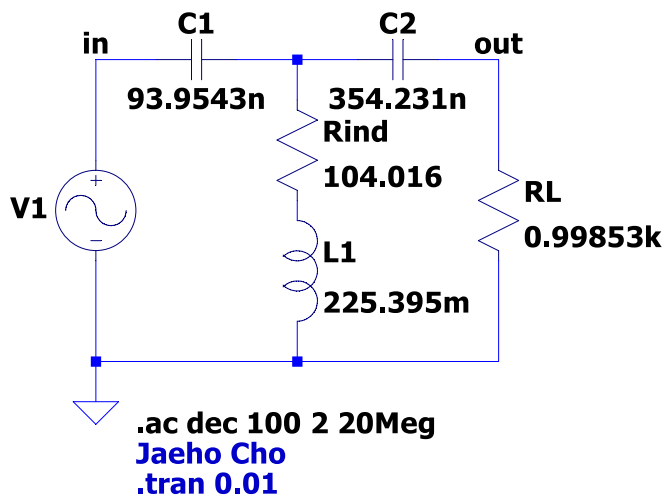 in
C1
C2
out
93.9543n
354.231n
Rind
104.016
V1
RL
0.99853k
L1
225.395m
.ac dec 100 2 20Meg
Jaeho Cho
.tran 0.01